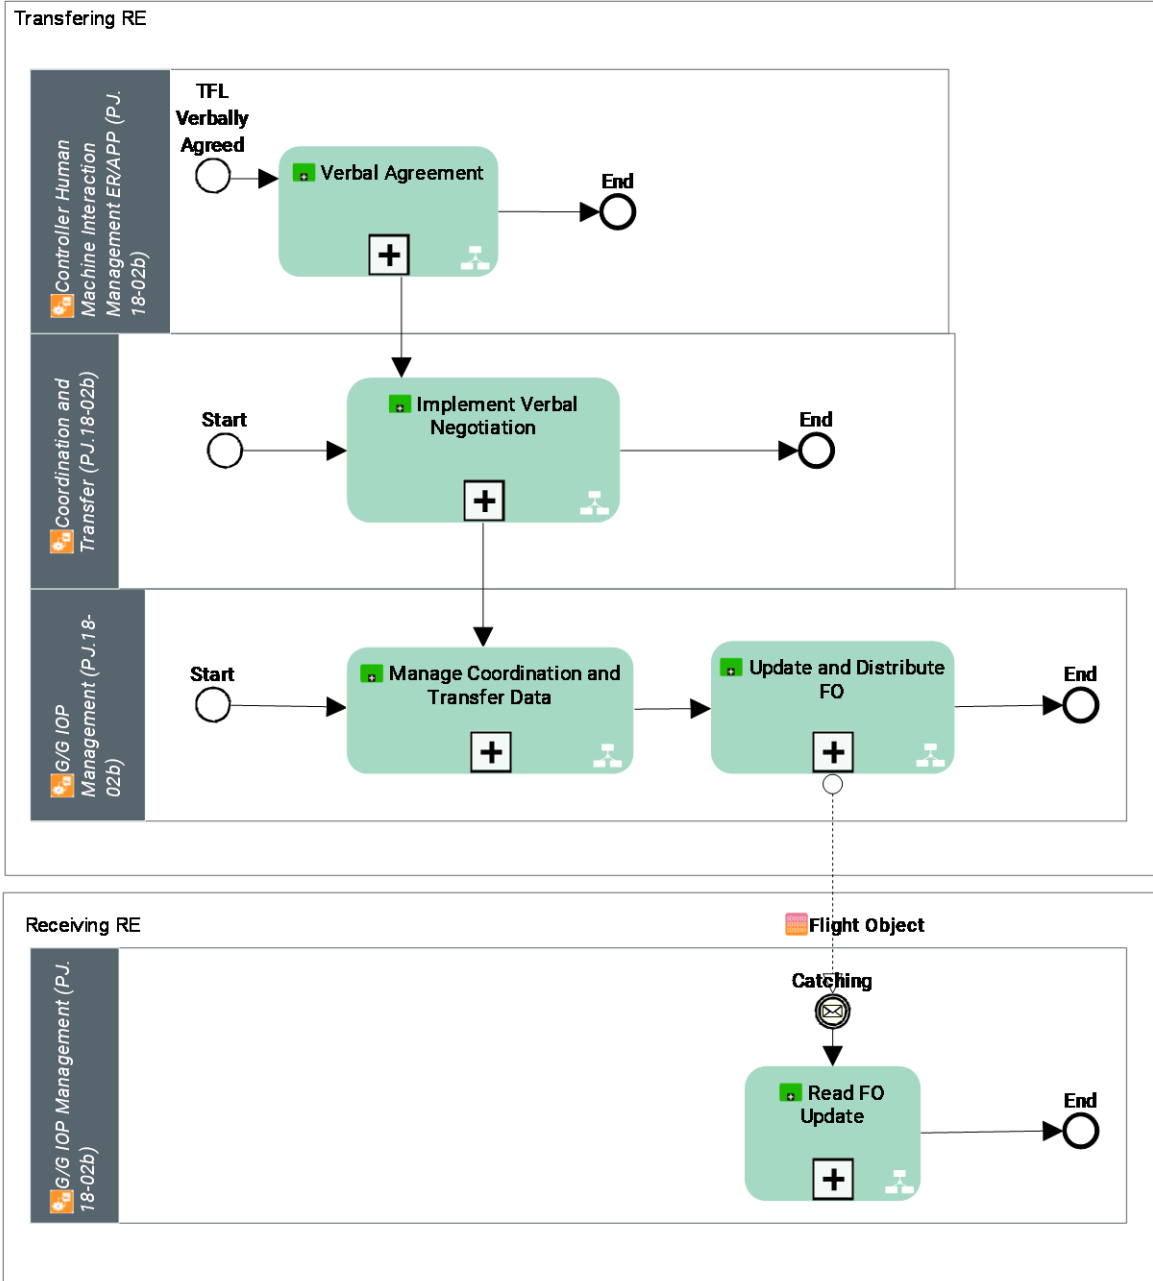 Transfering RE
Controller Human
Machine Interaction
Management ER/APP (PJ.
18-02b)
TFL
Verbally
Agreed
Verbal Agreement
End
Coordination and
Transfer (PJ.18-02b)
Start
Implement Verbal
Negotiation
End
G/G IOP
Management (PJ.18-
02b)
Start
Manage Coordination and
Transfer Data
Update and Distribute
FO
End
Receiving RE
Flight Object
G/G IOP Management (PJ.
18-02b)
Catching
Read FO
Update
End